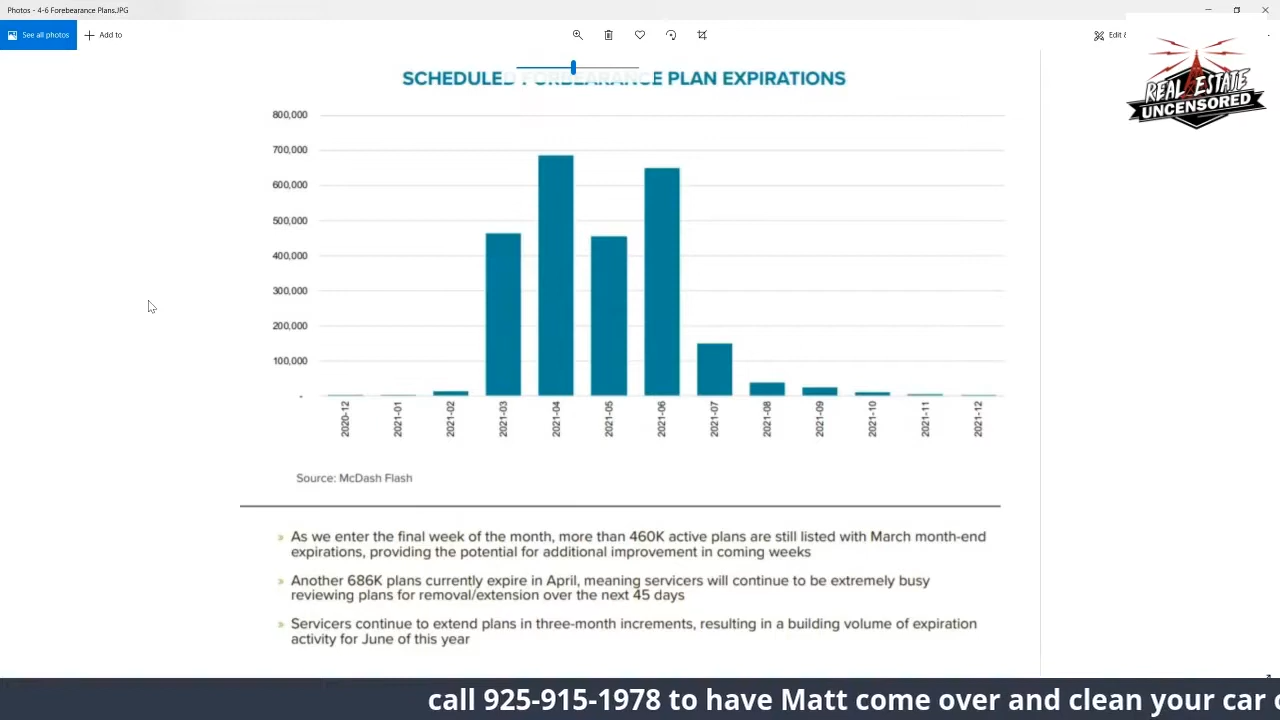 Photos - 4-6 Forebearance Plans.JPG
See all photos
Add to
Edit &
REAL ESTATE
UNCENSORED
SCHEDULED FORBEARANCE PLAN EXPIRATIONS
800,000
700,000
600,000
500,000
400,000
300,000
200,000
100,000
-
2020-12
2021-01
2021-02
2021-03
2021-04
2021-05
2021-06
2021-07
2021-08
2021-09
2021-10
2021-11
2021-12
Source: McDash Flash
» As we enter the final week of the month, more than 460K active plans are still listed with March month-end
expirations, providing the potential for additional improvement in coming weeks
» Another 686K plans currently expire in April, meaning servicers will continue to be extremely busy
reviewing plans for removal/extension over the next 45 days
» Servicers continue to extend plans in three-month increments, resulting in a building volume of expiration
activity for June of this year
call 925-915-1978 to have Matt come over and clean your car